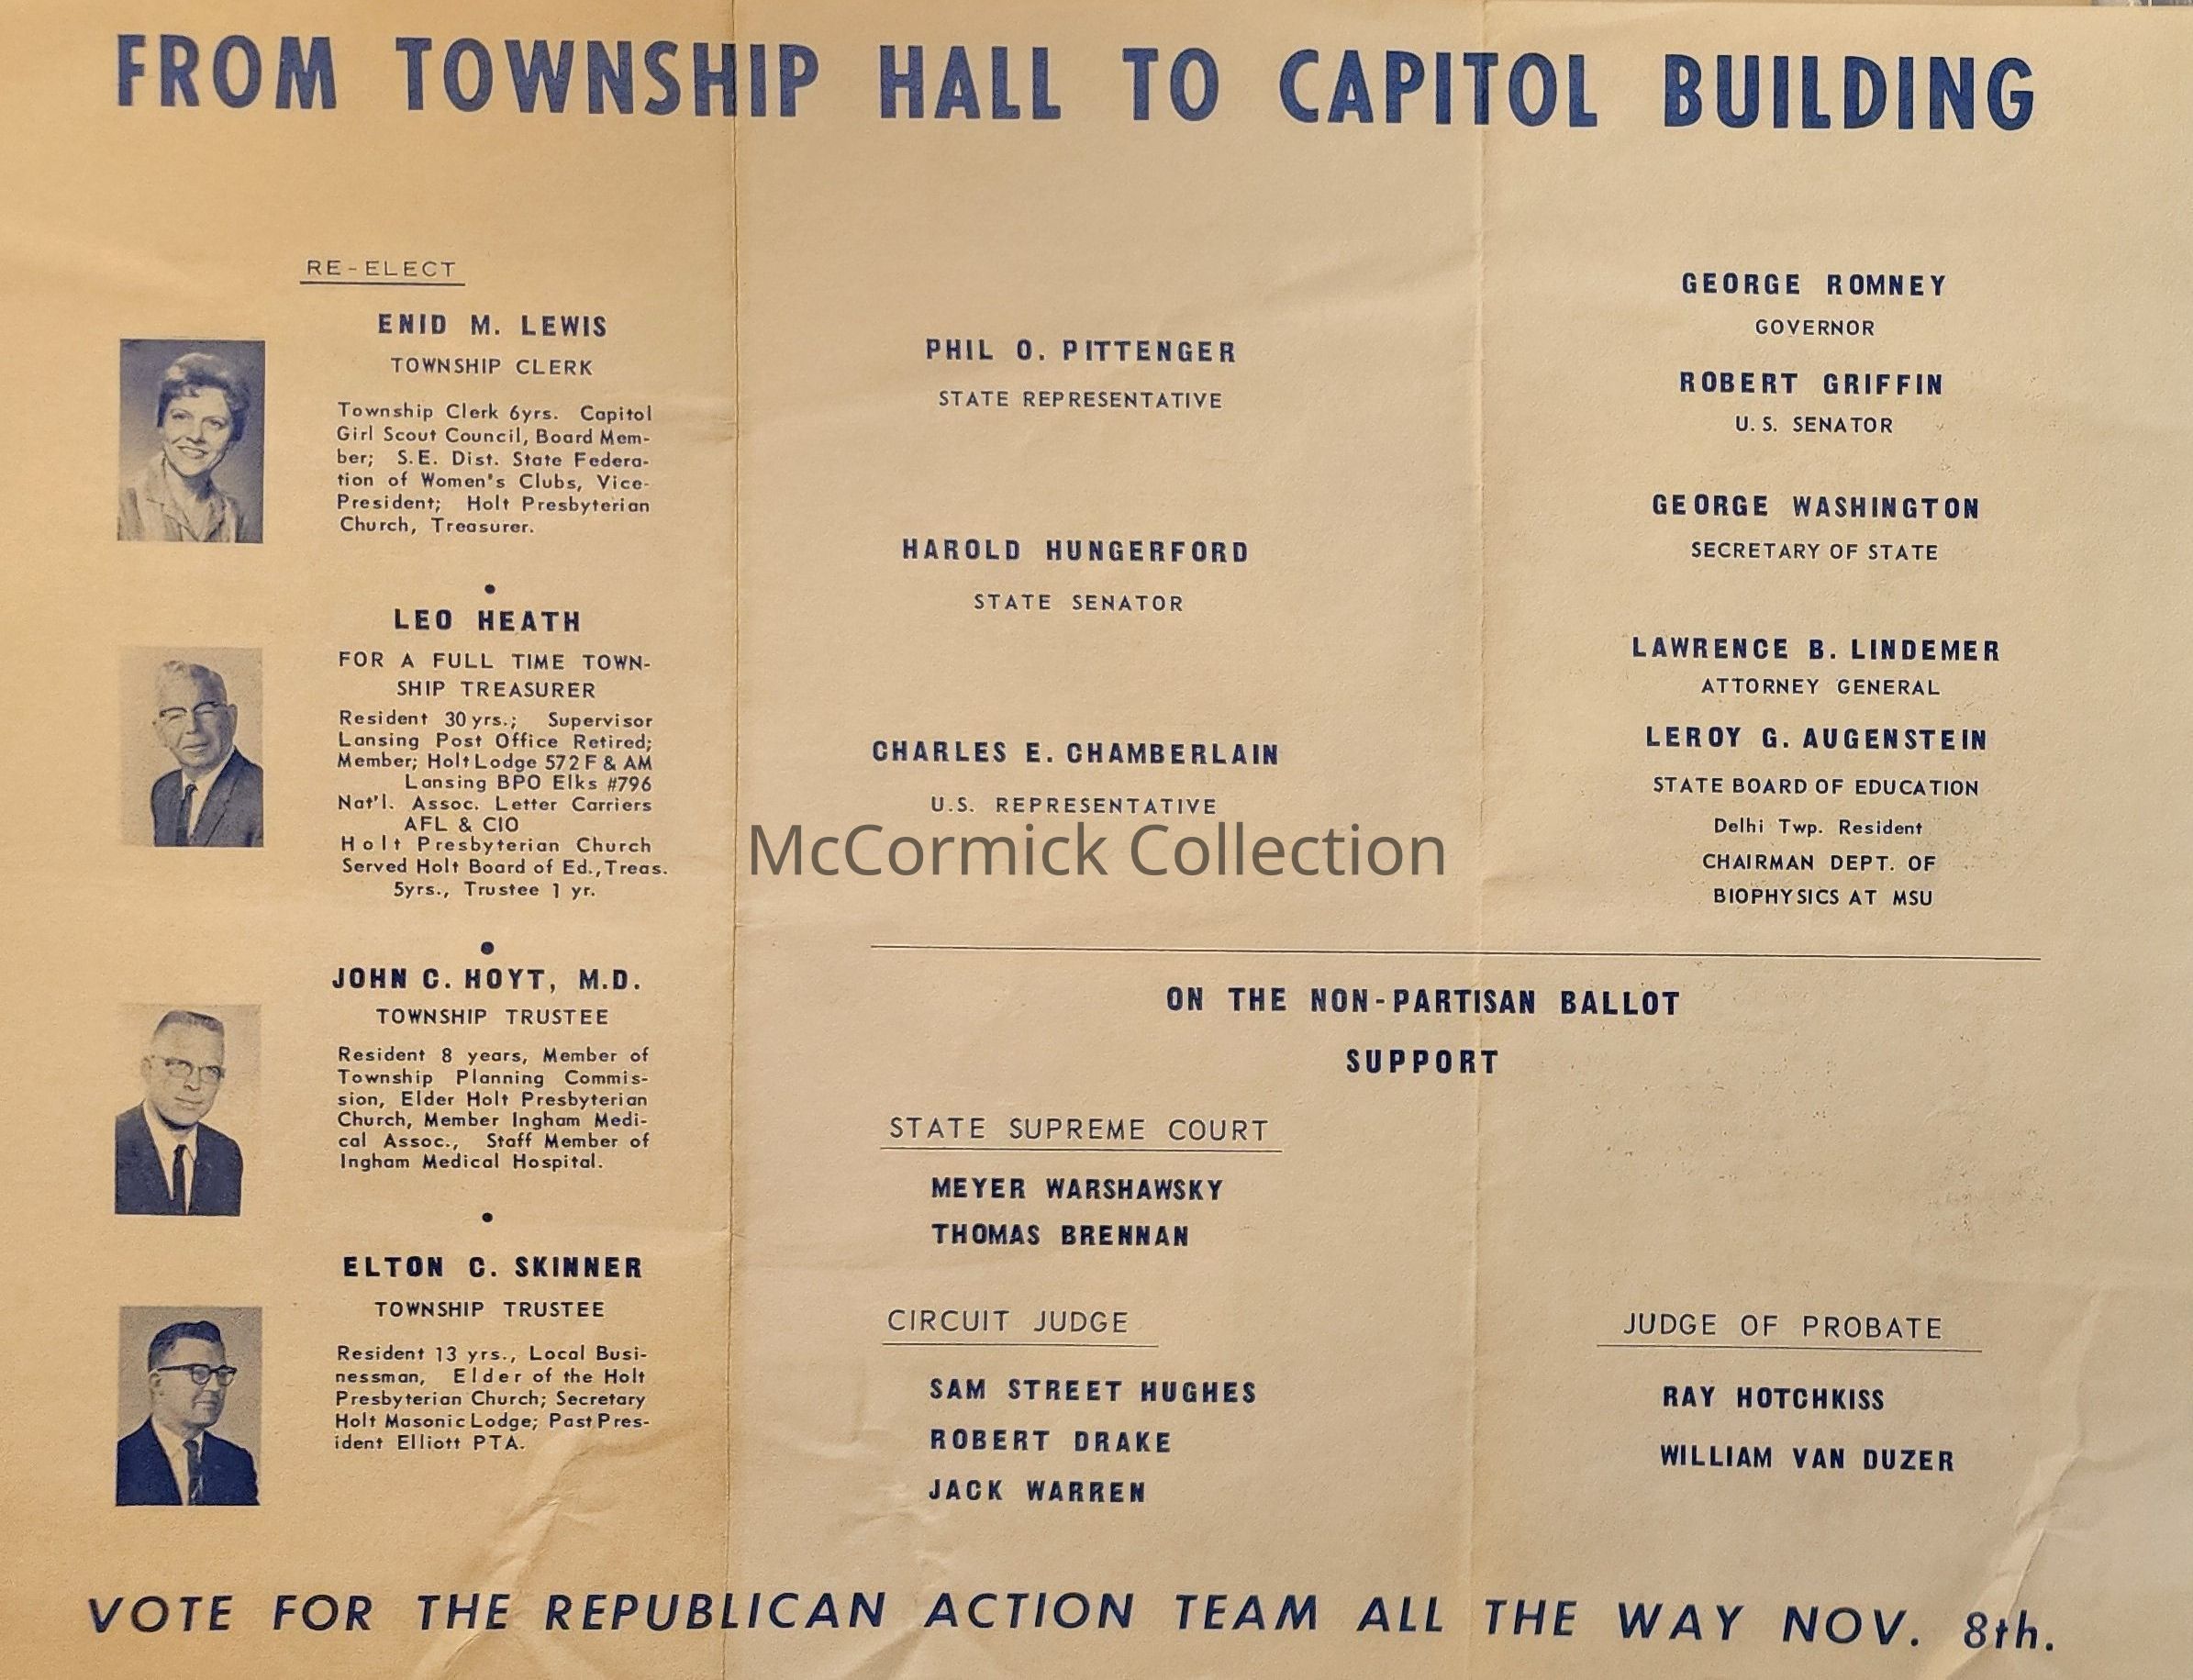 FROM TOWNSHIP HALL TO CAPITOL BUILDING
RE-ELECT
ENID M. LEWIS
TOWNSHIP CLERK
Township Clerk 6yrs. Capitol
Girl Scout Council, Board Mem-
ber; S.E. Dist. State Federa-
tion of Women's Clubs, Vice-
President; Holt Presbyterian
Church, Treasurer.
LEO HEATH
FOR A FULL TIME TOWN-
SHIP TREASURER
Resident 30 yrs.; Supervisor
Lansing Post Office Retired;
Member; Holt Lodge 572 F & AM
Lansing BPO Elks #796
Nat'l. Assoc. Letter Carriers
AFL & CIO
Holt Presbyterian Church
Served Holt Board of Ed., Treas.
5yrs., Trustee 1 yr.
JOHN C. HOYT, M.D.
TOWNSHIP TRUSTEE
Resident 8 years, Member of
Township Planning Commis-
sion, Elder Holt Presbyterian
Church, Member Ingham Medi-
cal Assoc., Staff Member of
Ingham Medical Hospital.
ELTON C. SKINNER
TOWNSHIP TRUSTEE
Resident 13 yrs., Local Busi-
nessman, Elder of the Holt
Presbyterian Church; Secretary
Holt Masonic Lodge; Past Pres-
ident Elliott PTA.
PHIL O. PITTENGER
STATE REPRESENTATIVE
HAROLD HUNGERFORD
STATE SENATOR
CHARLES E. CHAMBERLAIN
U.S. REPRESENTATIVE
McCormick Collection
GEORGE ROMNEY
GOVERNOR
ROBERT GRIFFIN
U.S. SENATOR
GEORGE WASHINGTON
SECRETARY OF STATE
LAWRENCE B. LINDEMER
ATTORNEY GENERAL
LEROY G. AUGENSTEIN
STATE BOARD OF EDUCATION
Delhi Twp. Resident
CHAIRMAN DEPT. OF
BIOPHYSICS AT MSU
ON THE NON-PARTISAN BALLOT
SUPPORT
STATE SUPREME COURT
MEYER WARSHAWSKY
THOMAS BRENNAN
CIRCUIT JUDGE
SAM STREET HUGHES
ROBERT DRAKE
JACK WARREN
JUDGE OF PROBATE
RAY HOTCHKISS
WILLIAM VAN DUZER
VOTE FOR THE REPUBLICAN ACTION TEAM ALL THE WAY NOV. 8th.